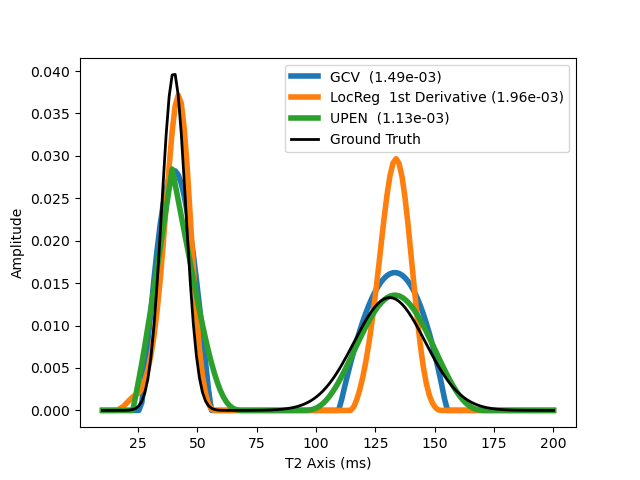 GCV  (1.49e-03)
LocReg  1st Derivative (1.96e-03)
UPEN  (1.13e-03)
Ground Truth
0.040
0.035
0.030
0.025
0.020
0.015
0.010
0.005
0.000
Amplitude
25
50
75
100
125
150
175
200
T2 Axis (ms)